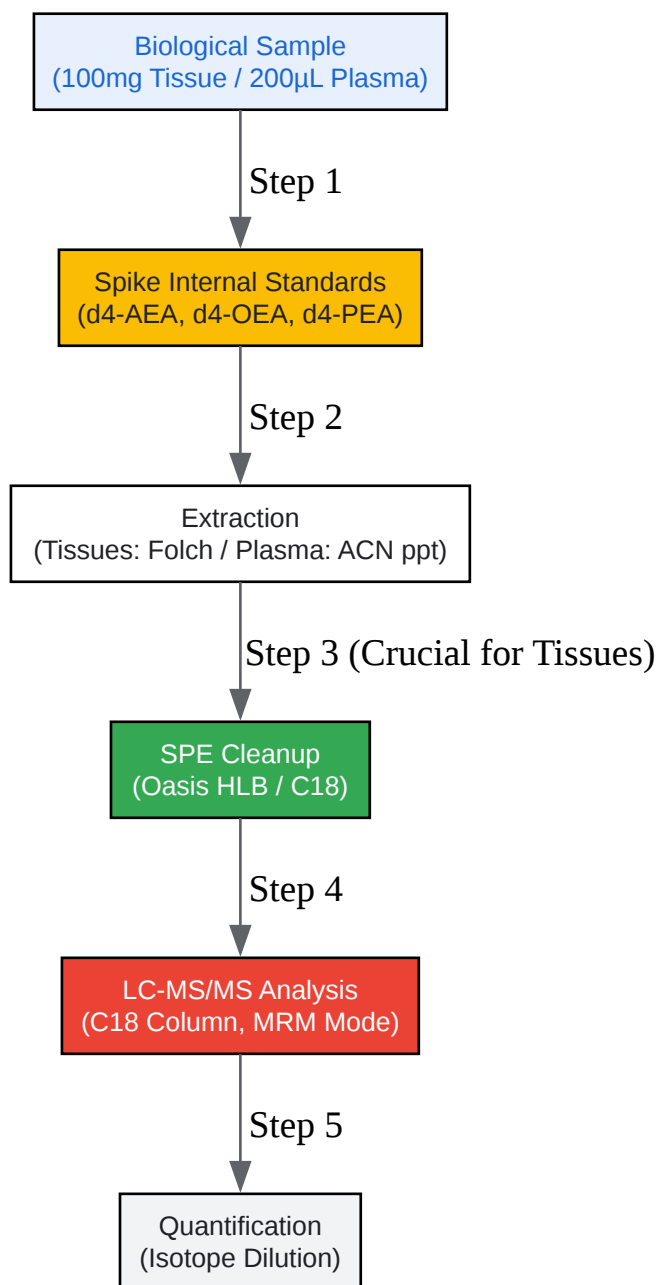 Biological Sample
(100mg Tissue / 200µL Plasma)
Step 1
Spike Internal Standards
(d4-AEA, d4-OEA, d4-PEA)
Step 2
Extraction
(Tissues: Folch / Plasma: ACN ppt)
Step 3 (Crucial for Tissues)
SPE Cleanup
(Oasis HLB / C18)
Step 4
LC-MS/MS Analysis
(C18 Column, MRM Mode)
Step 5
Quantification
(Isotope Dilution)